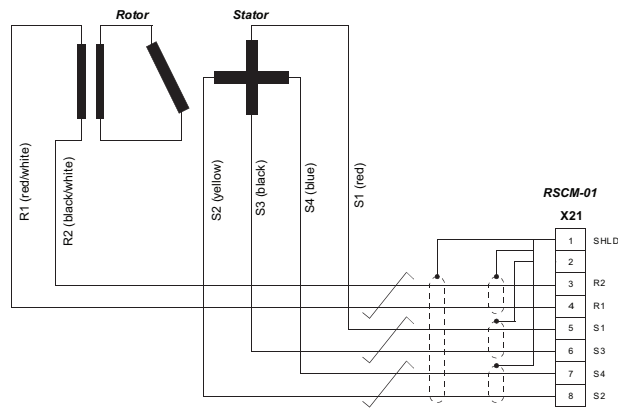 Rotor
Stator
R1 (red/white)
R2 (black/white)
S2 (yellow)
S3 (black)
S4 (blue)
S1 (red)
RSCM-01
X21
1 SHLD
2
3 R2
4 R1
5 S1
6 S3
7 S4
8 S2